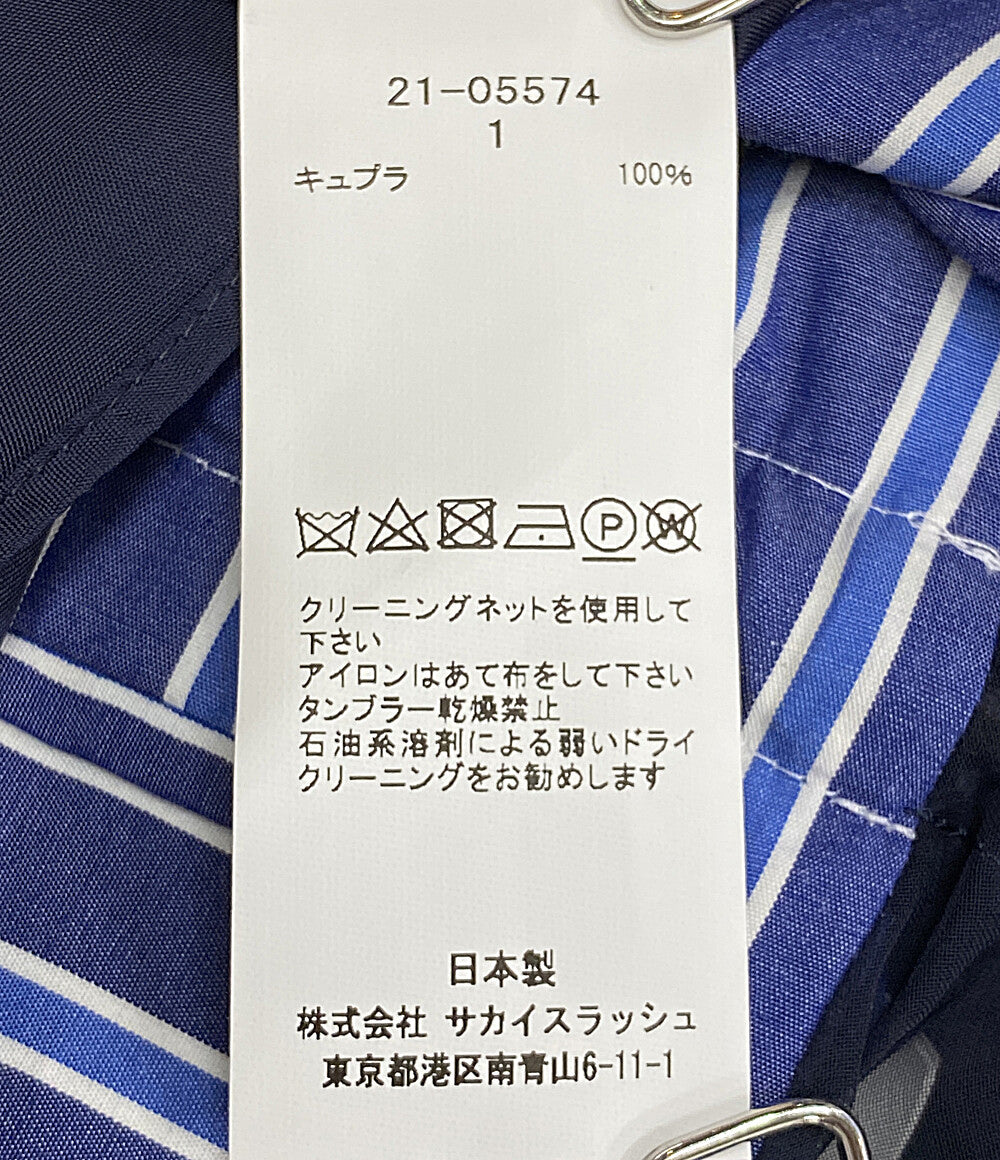 21-05574
1
キュプラ 100%
P W
クリーニングネットを使用して
下さい
アイロンはあて布をして下さい
タンブラー乾燥禁止
石油系溶剤による弱いドライ
クリーニングをお勧めします
日本製
株式会社 サカイスラッシュ
東京都港区南青山6-11-1